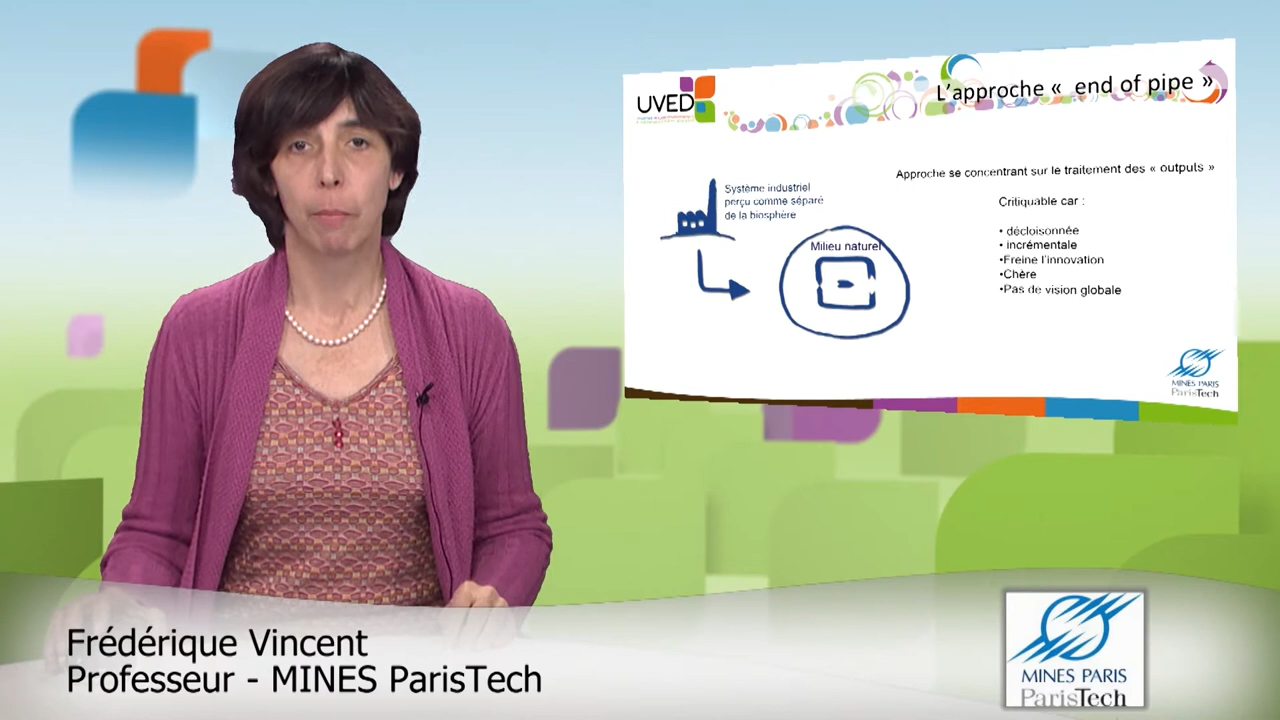 UVED
L'approche « end of pipe »
Approche se concentrant sur le traitement des « outpuls »
Système industriel
perçu comme séparé
de la biosphère
Milieu naturel
Critiquable car :
• décloisonnée
• incrémentale
•Freine l'innovation
•Chère
•Pas de vision globale
MINES PARIS
ParisTech
Frédérique Vincent
Professeur - MINES ParisTech
MINES PARIS
ParisTech